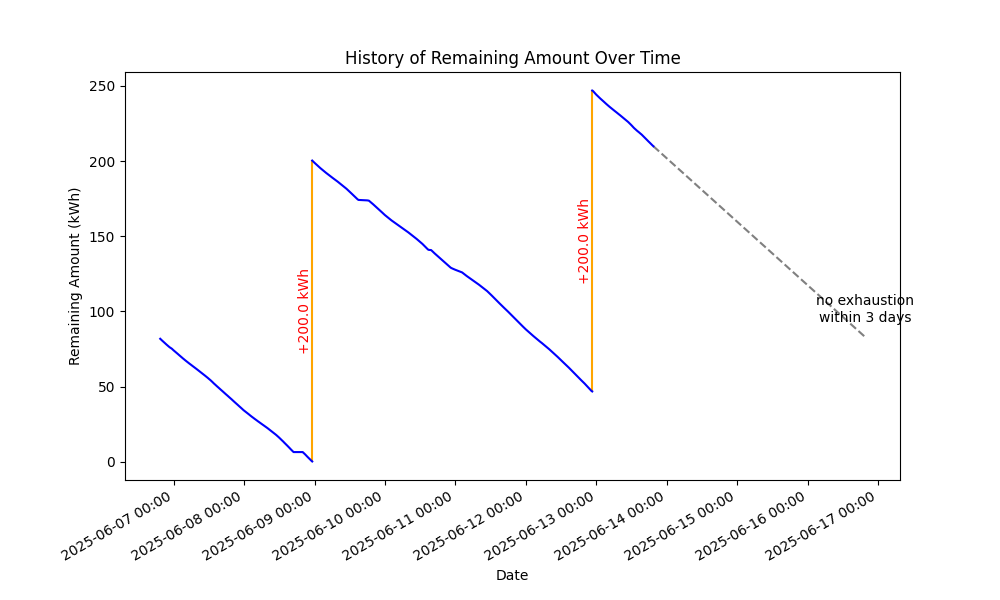 History of Remaining Amount Over Time
Remaining Amount (kWh)
250
200
150
100
50
0
+200.0 kWh
+200.0 kWh
no exhaustion
within 3 days
2025-06-07 00:00
2025-06-08 00:00
2025-06-09 00:00
2025-06-10 00:00
2025-06-11 00:00
2025-06-12 00:00
2025-06-13 00:00
2025-06-14 00:00
2025-06-15 00:00
2025-06-16 00:00
2025-06-17 00:00
Date